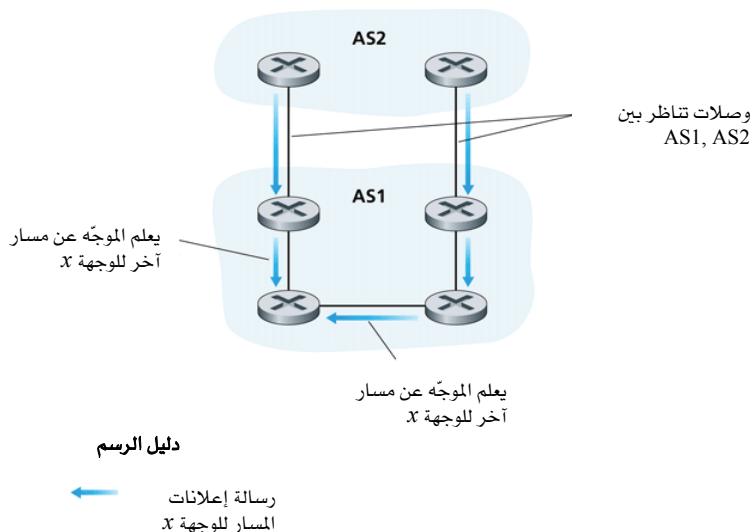 AS2
وصلات تناظر بين
AS1, AS2
AS1
يعلم الموجّه عن مسار
آخر للوجهة x
يعلم الموجّه عن مسار
آخر للوجهة x
دليل الرسم
رسالة إعلانات
المسار للوجهة x